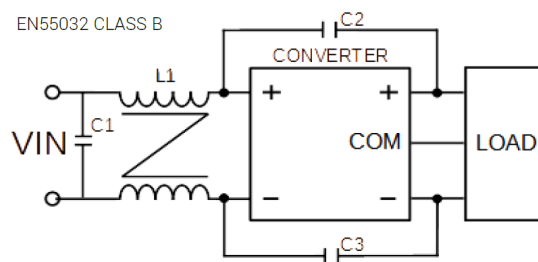 EN55032 CLASS B
C2
CONVERTER
L1
+ +
C1
VIN
COM
LOAD
− −
C3